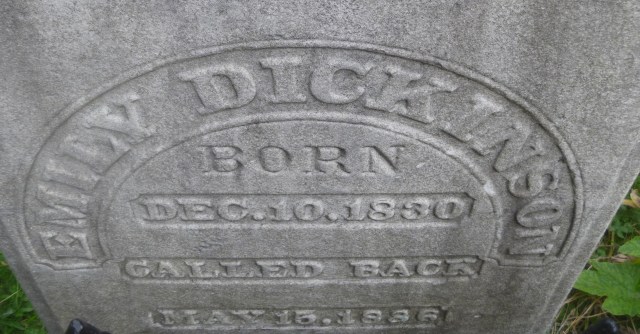 EMILY DICKINSON
BORN
DEC. 10. 1830
CALLED BACK
MAY 15. 1886